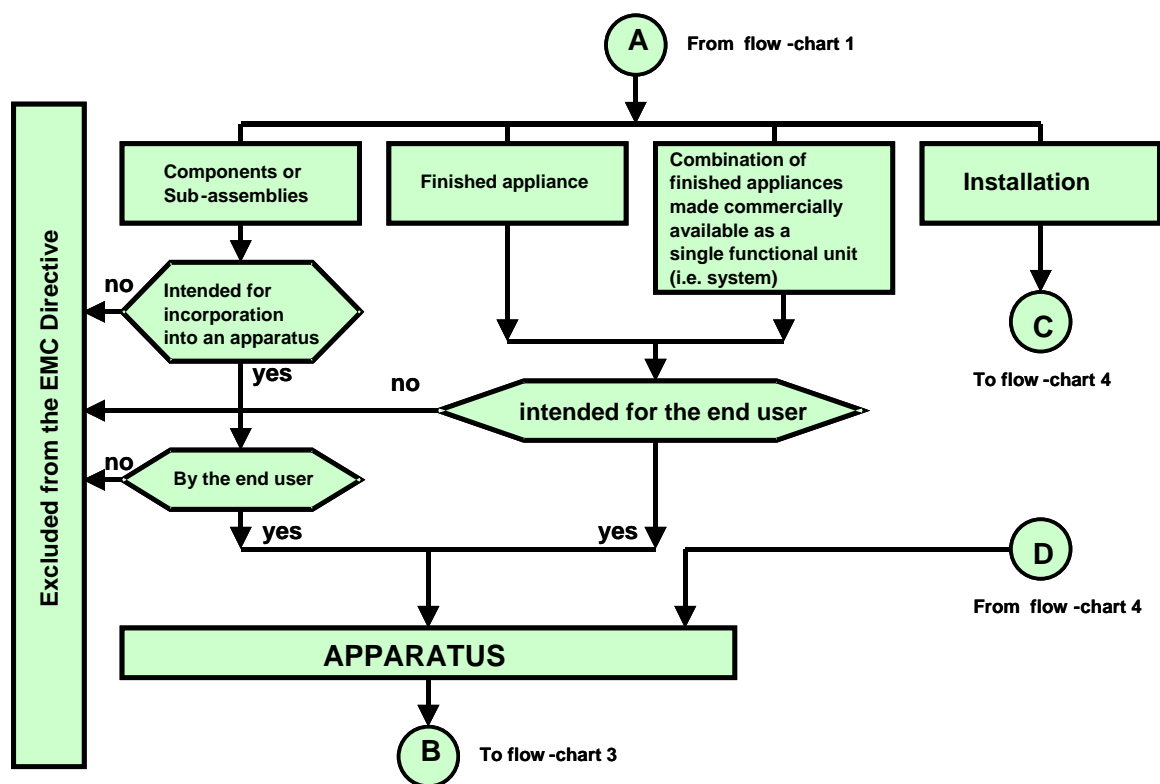 A
From flow -chart 1
Components or
Sub-assemblies
Finished appliance
Combination of
finished appliances
made commercially
available as a
single functional unit
(i.e. system)
Installation
Excluded from the EMC Directive
no
Intended for
incorporation
into an apparatus
yes
C
To flow -chart 4
no
intended for the end user
no
By the end user
yes
yes
D
From flow -chart 4
APPARATUS
B
To flow -chart 3